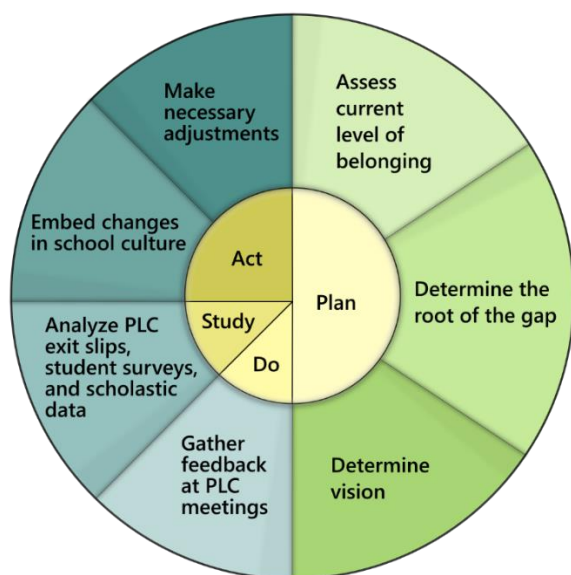 Assess
current
level of
belonging
Determine the
root of the gap
Determine
vision
Gather
feedback
at PLC
meetings
Analyze PLC
exit slips,
student surveys,
and scholastic
data
Embed changes
in school culture
Make
necessary
adjustments
Plan
Do
Study
Act